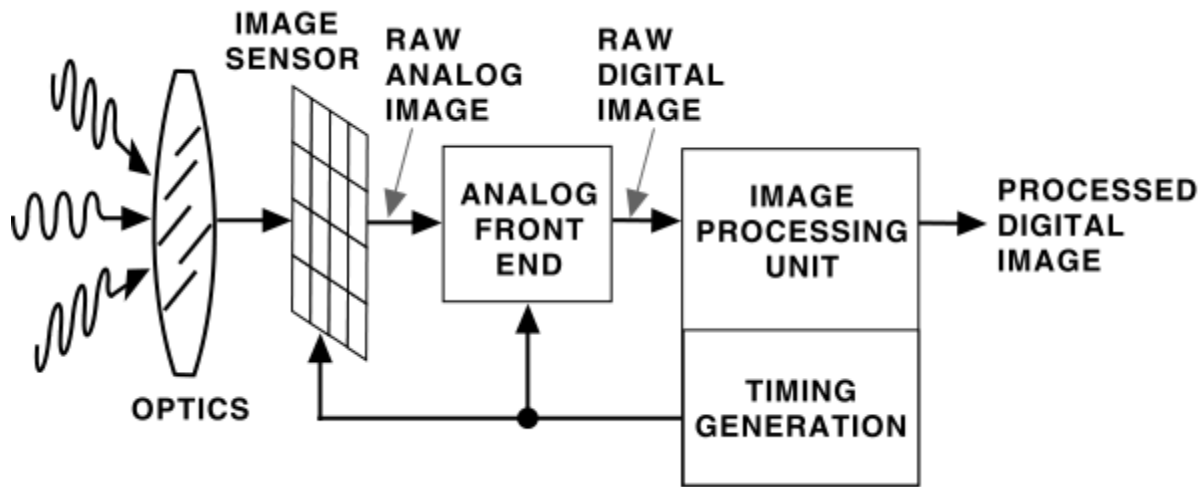 IMAGE
SENSOR
RAW
ANALOG
IMAGE
RAW
DIGITAL
IMAGE
ANALOG
FRONT
END
IMAGE
PROCESSING
UNIT
PROCESSED
DIGITAL
IMAGE
OPTICS
TIMING
GENERATION